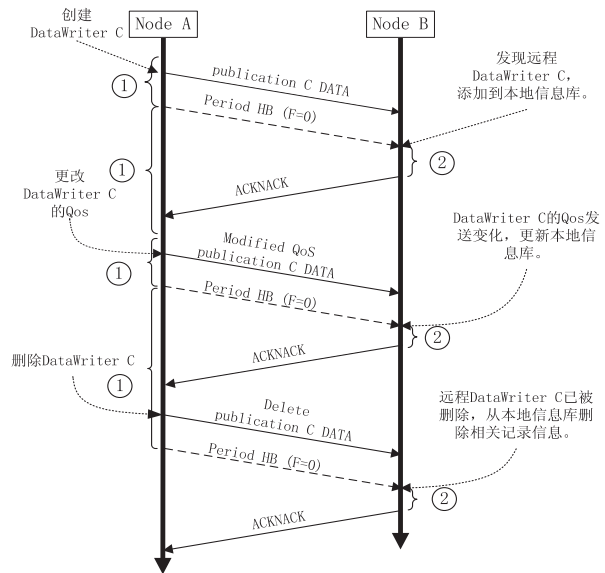 创建
DataWriter C
Node A
Node B
publication C DATA
发现远程
DataWriter C,
添加到本地信息库。
①
Period HB (F=0)
①
②
ACKNACK
更改
DataWriter C
的Qos
DataWriter C的Qos发
送变化，更新本地信
息库。
Modified QoS
publication C DATA
①
Period HB (F=0)
②
ACKNACK
删除DataWriter C
①
远程DataWriter C已被
删除，从本地信息库删
除相关记录信息。
Delete
publication C DATA
Period HB (F=0)
②
ACKNACK